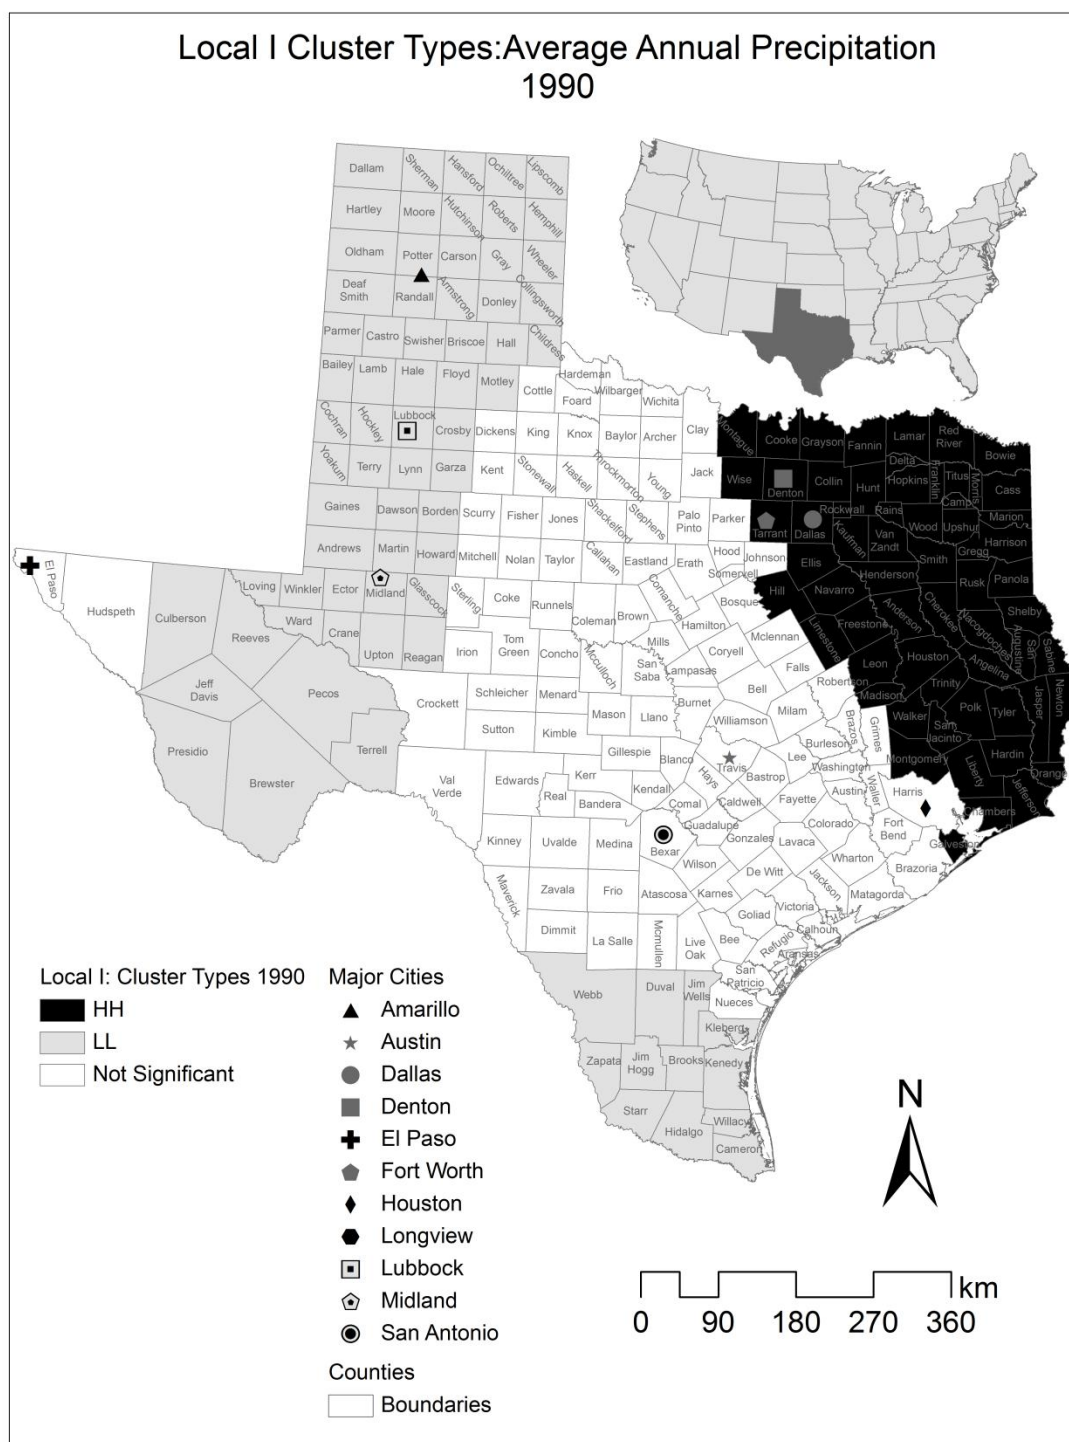 Local I Cluster Types:Average Annual Precipitation
1990
Dallam Sherman Hansford Ochiltree Lipscomb
Hartley Moore Hutchinson Roberts Hemphill
Oldham Potter Carson Gray Wheeler
Deaf Smith Randall Armstrong Donley Collingsworth
Parmer Castro Swisher Briscoe Hall Childress
Bailey Lamb Hale Floyd Motley Cottle Hardeman Foard Wilbarger Wichita
Cochran Hockley Lubbock Crosby Dickens King Knox Baylor Archer Clay Montague Cooke Grayson Fannin Lamar Red River Bowie
Yoakum Terry Lynn Garza Kent Stonewall Haskell Throckmorton Young Jack Wise Denton Collin Hunt Delta Hopkins Franklin Titus Morris Cass
Gaines Dawson Borden Scurry Fisher Jones Shackelford Stephens Palo Pinto Parker Tarrant Dallas Rockwall Kaufman Rains Van Zandt Wood Camp Upshur Marion Harrison
Andrews Martin Howard Mitchell Nolan Taylor Callahan Eastland Erath Hood Somervell Johnson Ellis Henderson Smith Gregg Rusk Panola
El Paso Hudspeth Culberson Loving Winkler Ector Midland Glasscock Sterling Coke Runnels Coleman Brown Comanche Hamilton Bosque Hill Navarro Freestone Anderson Cherokee Nacogdoches Shelby
Reeves Ward Crane Upton Reagan Irion Tom Green Concho Mcculloch San Saba Mills Lampasas Coryell Mclennan Falls Limestone Leon Houston Angelina San Augustine Sabine
Jeff Davis Pecos Crockett Schleicher Menard Mason Llano Burnet Bell Milam Robertson Madison Trinity Polk Tyler Jasper Newton
Presidio Brewster Terrell Sutton Kimble Gillespie Blanco Williamson Travis Lee Burleson Brazos Grimes Walker San Jacinto Hardin
Val Verde Edwards Real Kerr Bandera Kendall Comal Hays Caldwell Bastrop Fayette Washington Austin Waller Montgomery Harris Liberty Jefferson Orange Chambers
Kinney Uvalde Medina Bexar Guadalupe Gonzales Lavaca Colorado Wharton Fort Bend Brazoria Galveston
Maverick Zavala Frio Atascosa Wilson Karnes De Witt Jackson Matagorda Victoria
Dimmit La Salle Mcmullen Live Oak Bee Goliad Refugio Calhoun Aransas San Patricio Nueces
Webb Duval Jim Wells Kleberg
Zapata Jim Hogg Brooks Kenedy
Starr Hidalgo Willacy Cameron
Local I: Cluster Types 1990
HH
LL
Not Significant
Major Cities
Amarillo
Austin
Dallas
Denton
El Paso
Fort Worth
Houston
Longview
Lubbock
Midland
San Antonio
Counties
Boundaries
N
km
0 90 180 270 360